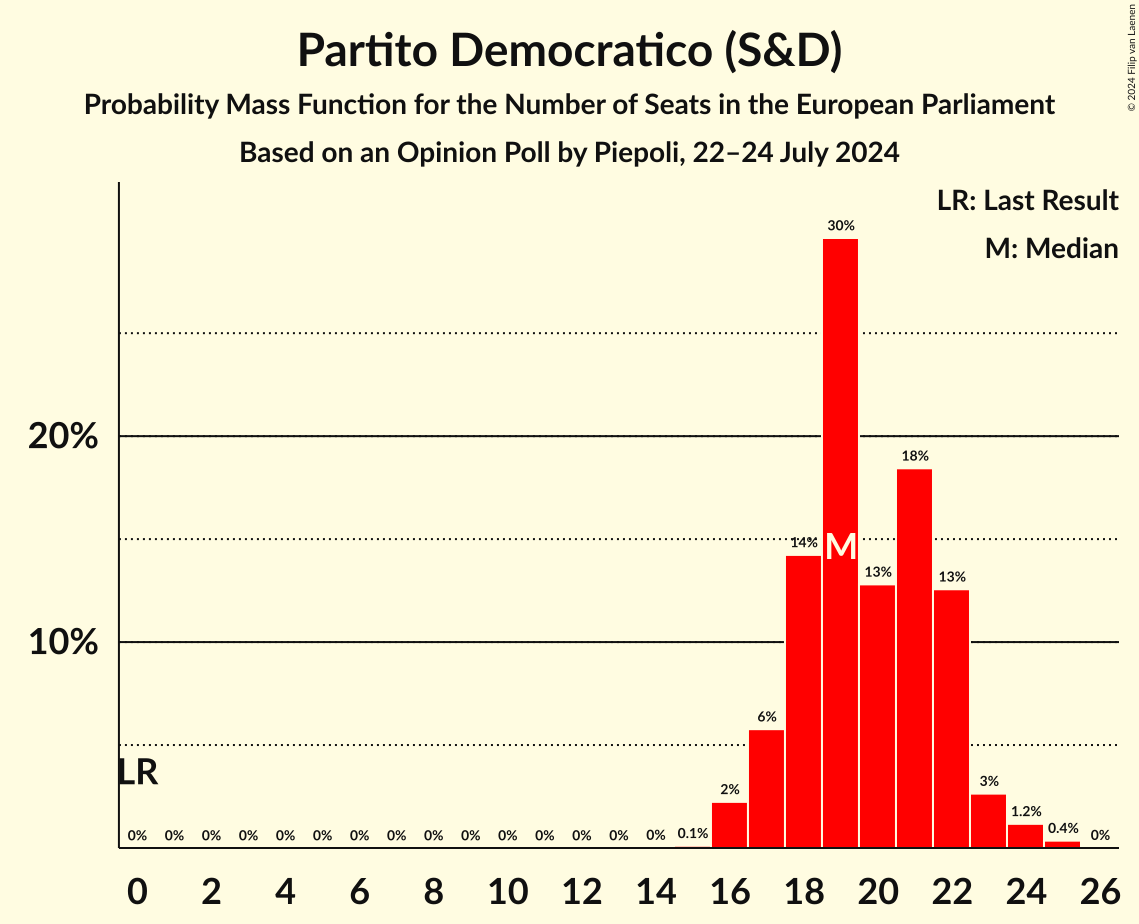 Partito Democratico (S&D)
Probability Mass Function for the Number of Seats in the European Parliament
Based on an Opinion Poll by Piepoli, 22–24 July 2024
© 2024 Filip van Laenen
LR: Last Result
M: Median
30%
20%
18%
14%
M
13%
13%
10%
6%
LR
2%
3%
1.2%
0% 0% 0% 0% 0% 0% 0% 0% 0% 0% 0% 0% 0% 0% 0% 0.1% 0.4% 0%
0 2 4 6 8 10 12 14 16 18 20 22 24 26